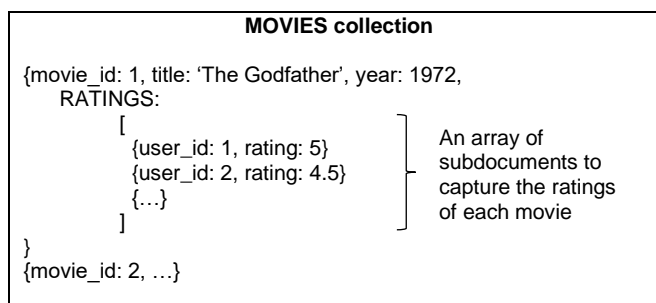 MOVIES collection
{movie_id: 1, title: ‘The Godfather’, year: 1972,
RATINGS:
[
{user_id: 1, rating: 5}
{user_id: 2, rating: 4.5}
{…}
]
}
{movie_id: 2, …}
An array of
subdocuments to
capture the ratings
of each movie